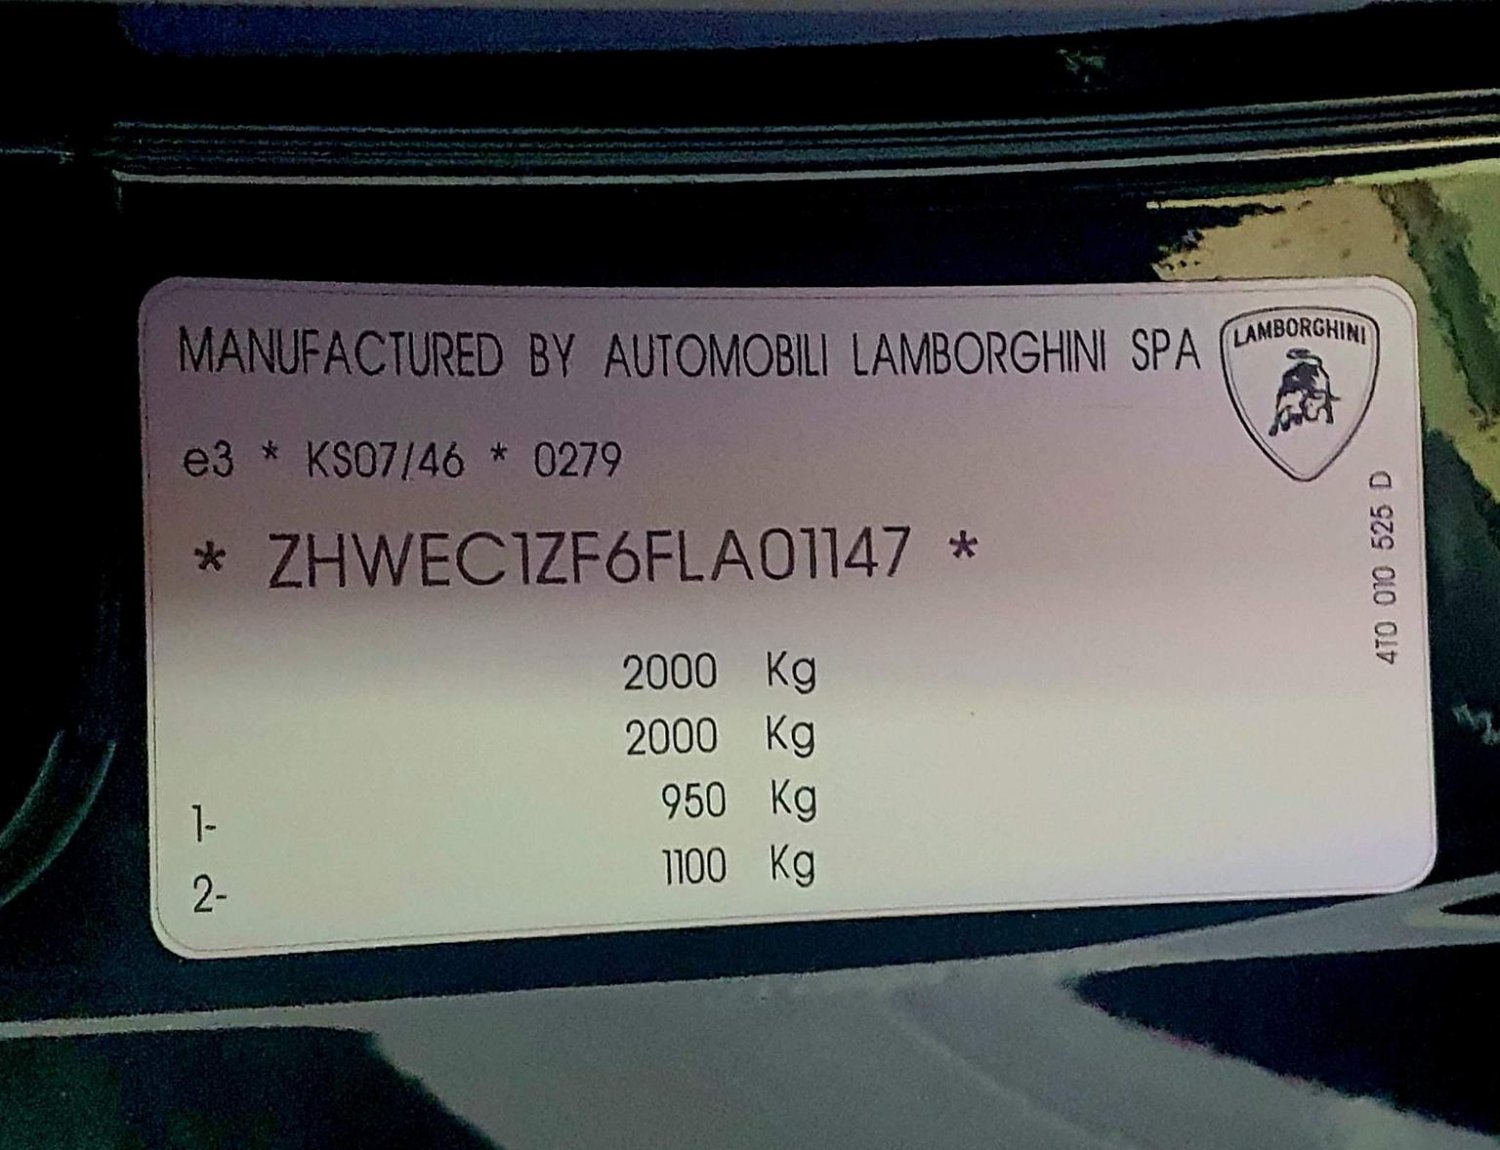 MANUFACTURED BY AUTOMOBILI LAMBORGHINI SPA
LAMBORGHINI
e3 * KS07/46 * 0279
* ZHWEC1ZF6FLA01147 *
4T0 010 525 D
2000 Kg
2000 Kg
1- 950 Kg
2- 1100 Kg